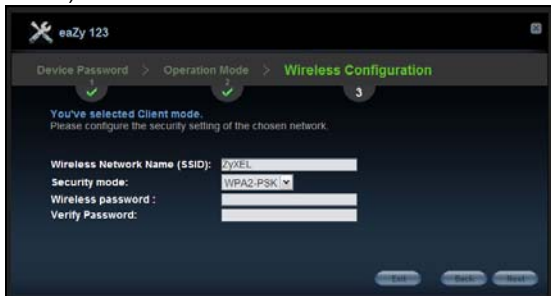 eaZy 123
Device Password > Operation Mode > Wireless Configuration
1 2 3
You've selected Client mode.
Please configure the security setting of the chosen network.
Wireless Network Name (SSID): ZyXEL
Security mode: WPA2-PSK
Wireless password :
Verify Password:
Exit Back Next